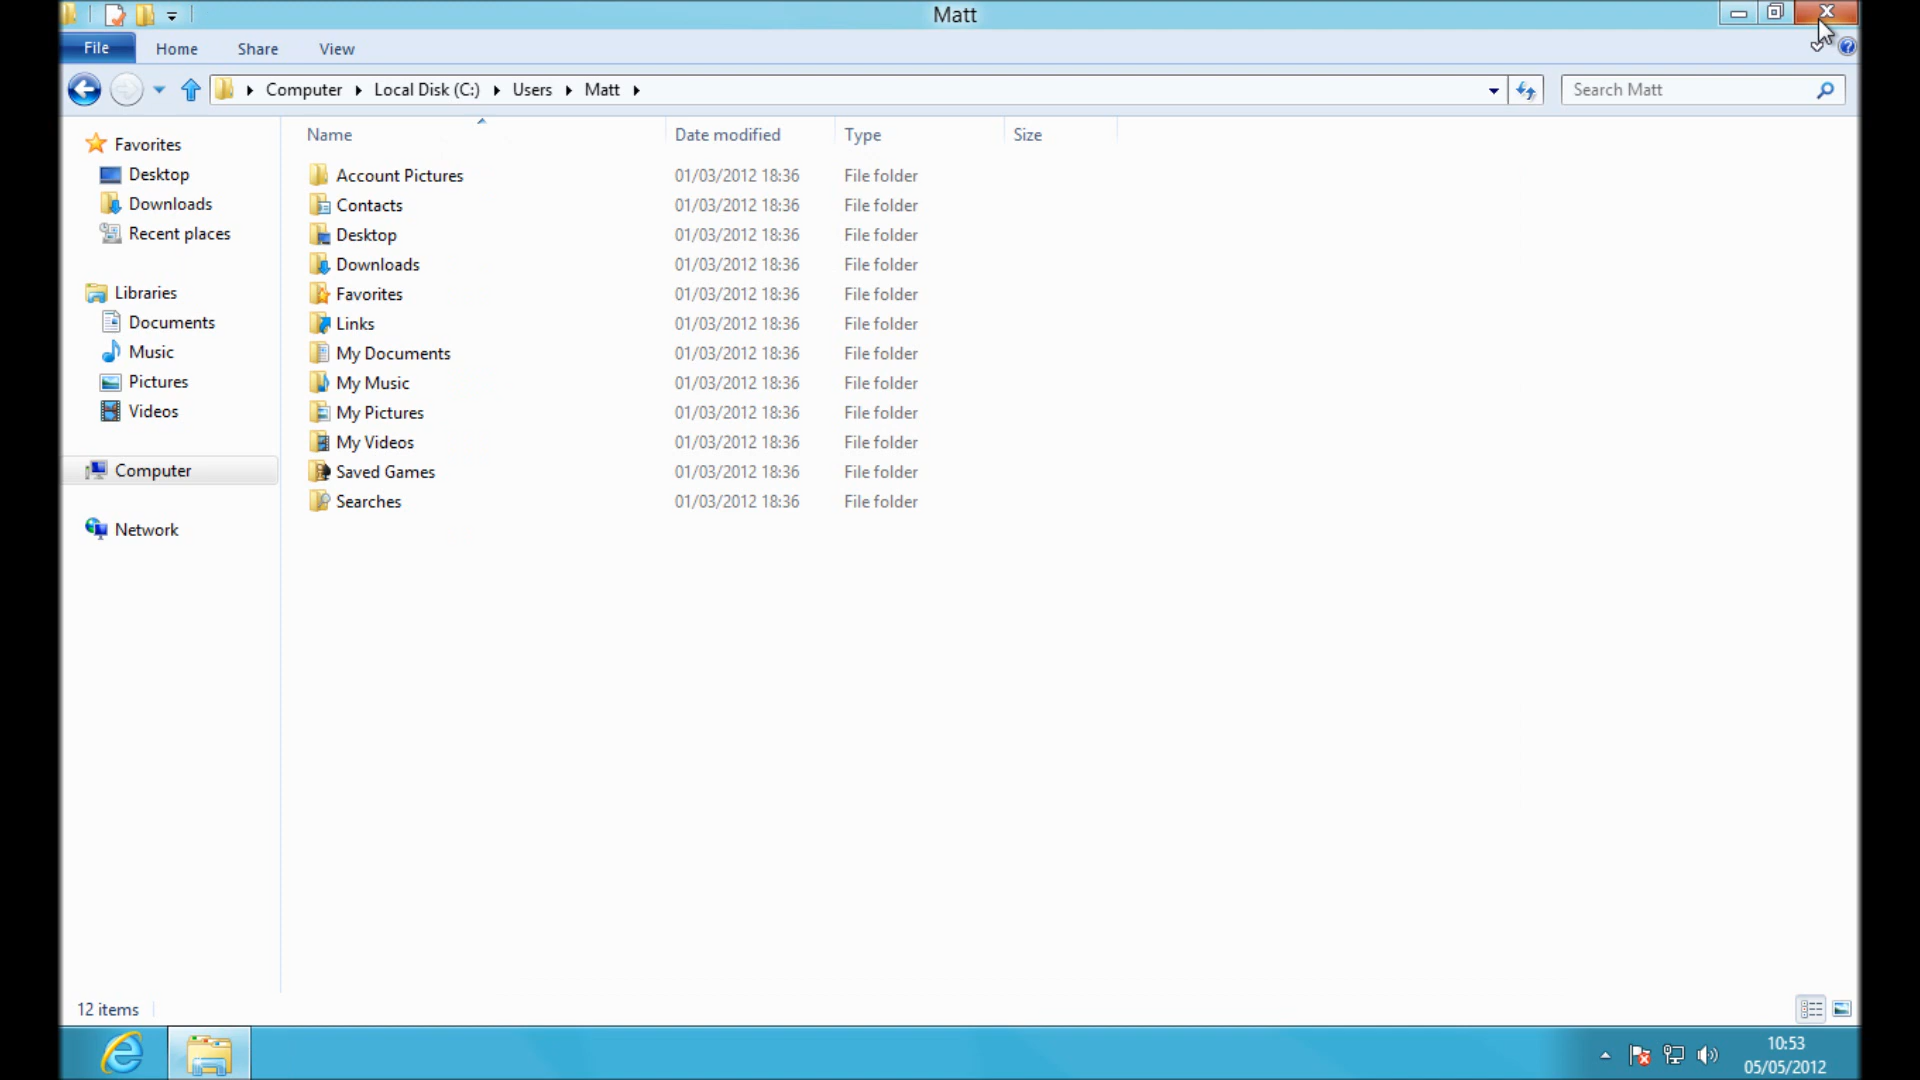 Matt
File Home Share View
Computer Local Disk (C:) Users Matt Search Matt
Name Date modified Type Size
Favorites
Desktop
Downloads
Recent places
Libraries
Documents
Music
Pictures
Videos
Computer
Network
Account Pictures 01/03/2012 18:36 File folder
Contacts 01/03/2012 18:36 File folder
Desktop 01/03/2012 18:36 File folder
Downloads 01/03/2012 18:36 File folder
Favorites 01/03/2012 18:36 File folder
Links 01/03/2012 18:36 File folder
My Documents 01/03/2012 18:36 File folder
My Music 01/03/2012 18:36 File folder
My Pictures 01/03/2012 18:36 File folder
My Videos 01/03/2012 18:36 File folder
Saved Games 01/03/2012 18:36 File folder
Searches 01/03/2012 18:36 File folder
12 items
10:53
05/05/2012